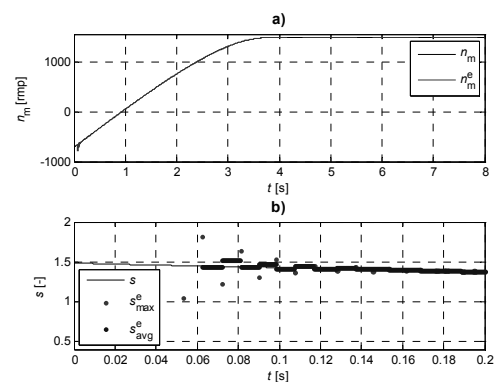 a)
n_m [rmp]
1000
0
-1000
n_m
n_m^e
0 1 2 3 4 5 6 7 8
t [s]
b)
s [-]
2
1.5
1
0.5
s
s_max^e
s_avg^e
0 0.02 0.04 0.06 0.08 0.1 0.12 0.14 0.16 0.18 0.2
t [s]